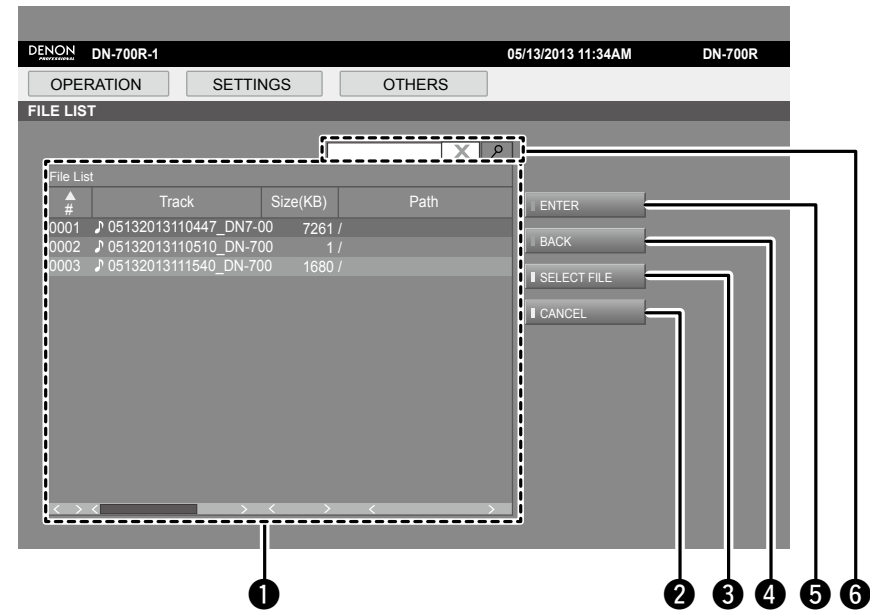 DENON PROFESSIONAL DN-700R-1 05/13/2013 11:34AM DN-700R
OPERATION SETTINGS OTHERS
FILE LIST
X
File List
# Track Size(KB) Path
0001 ♪ 05132013110447_DN7-00 7261 /
0002 ♪ 05132013110510_DN-700 1 /
0003 ♪ 05132013111540_DN-700 1680 /
ENTER
BACK
SELECT FILE
CANCEL
< > < > < > < >
1 2 3 4 5 6